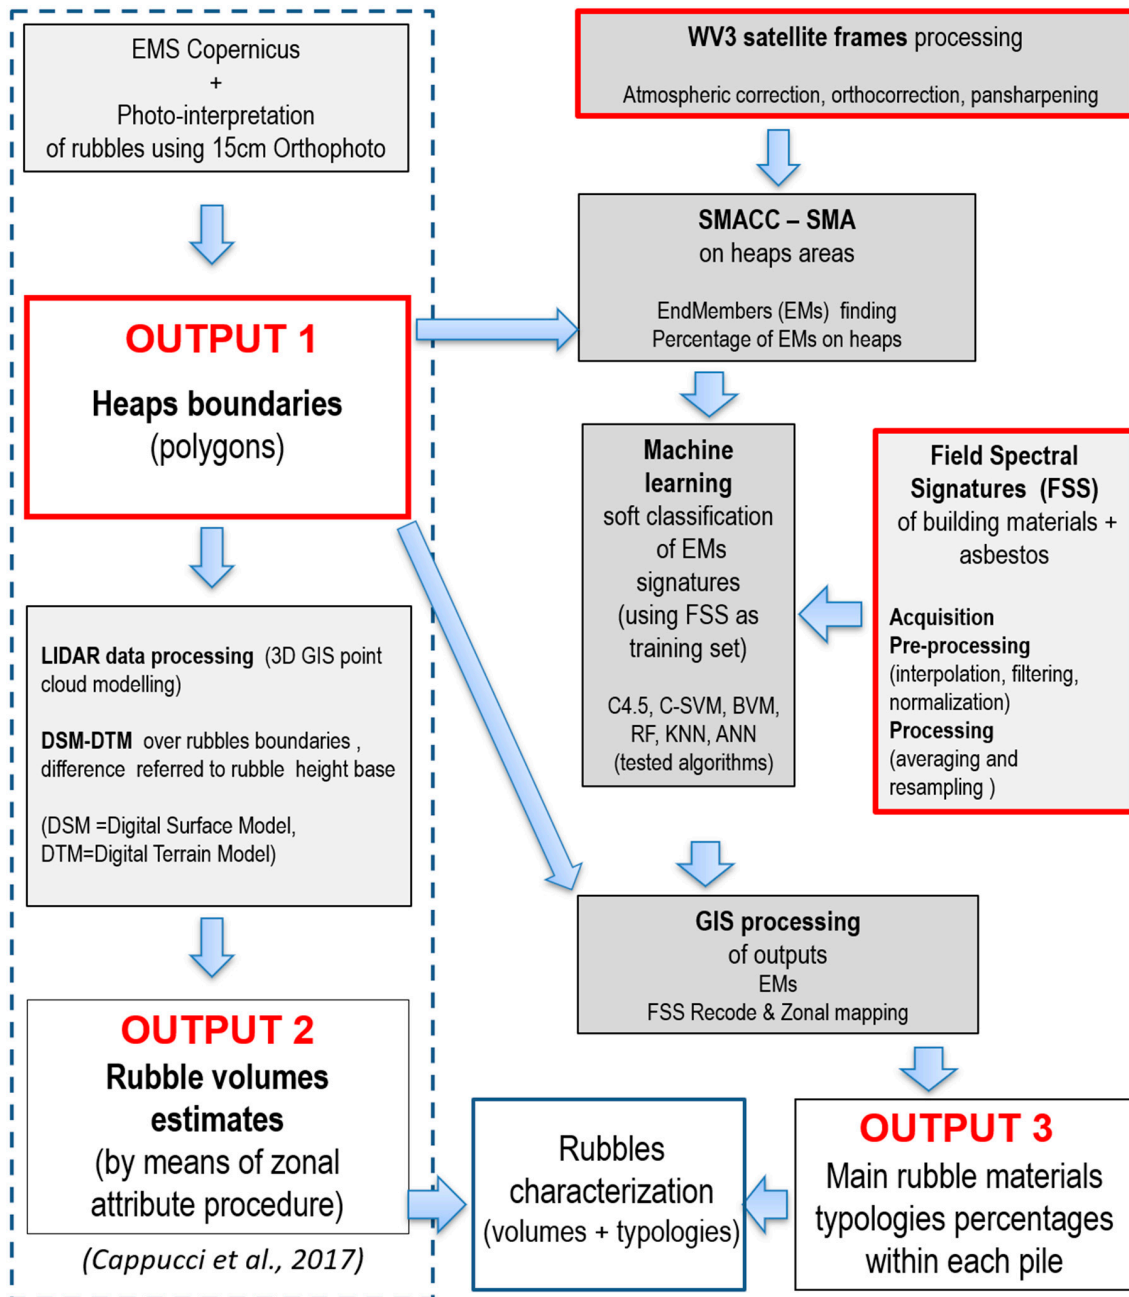 EMS Copernicus
+
Photo-interpretation
of rubbles using 15cm Orthophoto
OUTPUT 1
Heaps boundaries
(polygons)
LIDAR data processing (3D GIS point
cloud modelling)
DSM-DTM over rubbles boundaries ,
difference referred to rubble height base
(DSM =Digital Surface Model,
DTM=Digital Terrain Model)
OUTPUT 2
Rubble volumes
estimates
(by means of zonal
attribute procedure)
(Cappucci et al., 2017)
WV3 satellite frames processing
Atmospheric correction, orthocorrection, pansharpening
SMACC – SMA
on heaps areas
EndMembers (EMs) finding
Percentage of EMs on heaps
Machine
learning
soft classification
of EMs
signatures
(using FSS as
training set)
C4.5, C-SVM, BVM,
RF, KNN, ANN
(tested algorithms)
Field Spectral
Signatures (FSS)
of building materials +
asbestos
Acquisition
Pre-processing
(interpolation, filtering,
normalization)
Processing
(averaging and
resampling )
GIS processing
of outputs
EMs
FSS Recode & Zonal mapping
OUTPUT 3
Main rubble materials
typologies percentages
within each pile
Rubbles
characterization
(volumes + typologies)